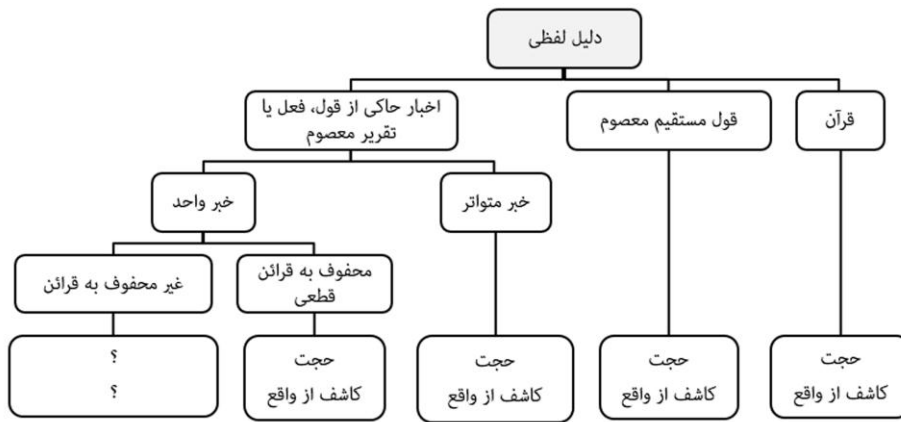 دلیل لفظی
قرآن
قول مستقیم معصوم
اخبار حاکی از قول، فعل یا
تقریر معصوم
خبر متواتر
خبر واحد
محفوف به قرائن
قطعی
غیر محفوف به قرائن
حجت
کاشف از واقع
حجت
کاشف از واقع
حجت
کاشف از واقع
حجت
کاشف از واقع
؟
؟